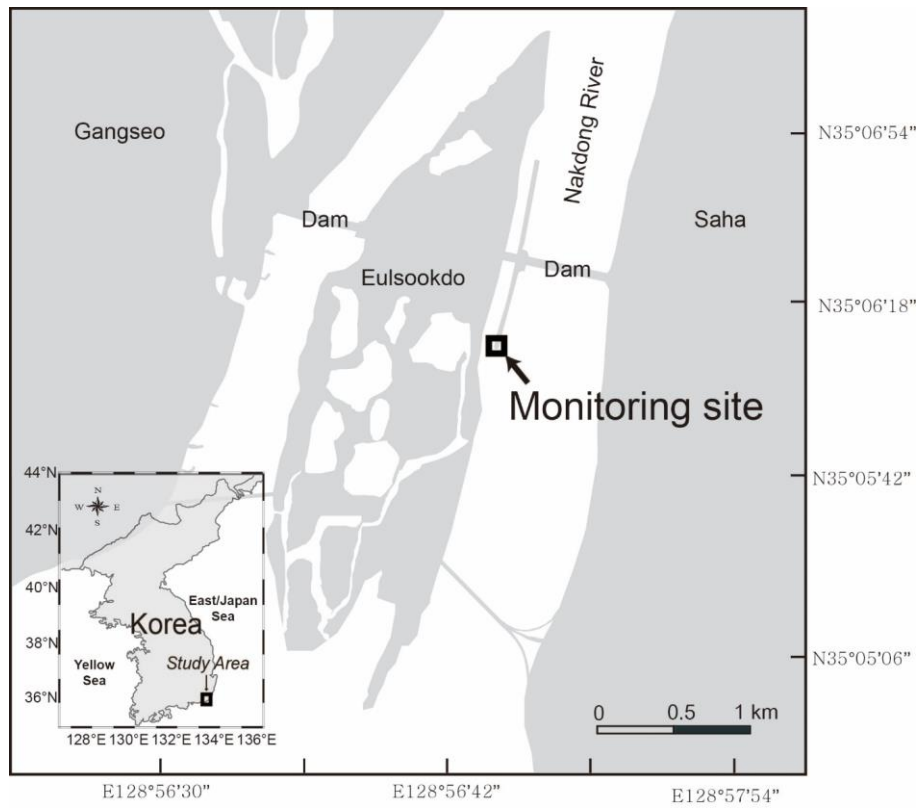 Gangseo
Nakdong River
N35°06'54"
Dam
Saha
Eulsookdo
Dam
N35°06'18"
Monitoring site
N35°05'42"
44°N
42°N
40°N
38°N
36°N
N
W
E
S
East/Japan
Sea
Korea
Yellow
Sea
Study Area
128°E 130°E 132°E 134°E 136°E
N35°05'06"
0 0.5 1 km
E128°56'30" E128°56'42" E128°57'54"